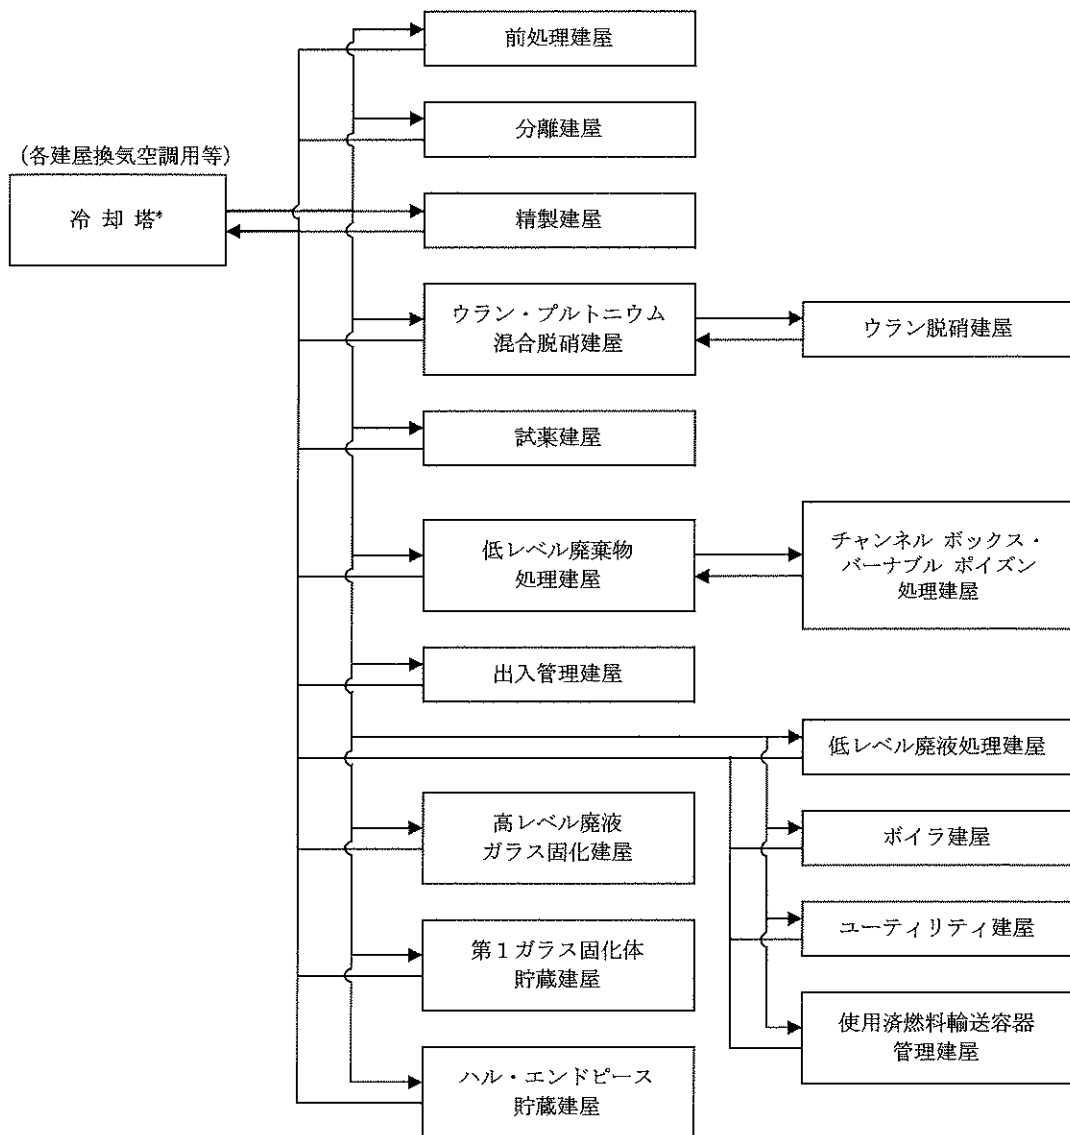 前処理建屋
分離建屋
(各建屋換気空調用等)
冷却塔*
精製建屋
ウラン・プルトニウム
混合脱硝建屋
ウラン脱硝建屋
試薬建屋
低レベル廃棄物
処理建屋
チャンネル ボックス・
バーナブル ポイズン
処理建屋
出入管理建屋
低レベル廃液処理建屋
高レベル廃液
ガラス固化建屋
ボイラ建屋
ユーティリティ建屋
第1ガラス固化体
貯蔵建屋
使用済燃料輸送容器
管理建屋
ハル・エンドピース
貯蔵建屋